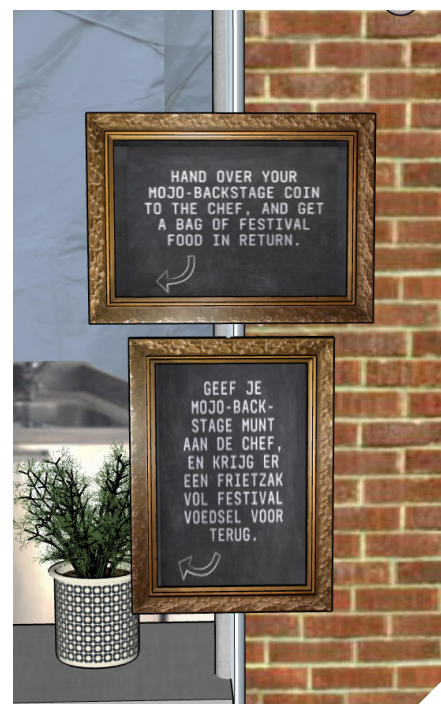 HAND OVER YOUR
MOJO-BACKSTAGE COIN
TO THE CHEF, AND GET
A BAG OF FESTIVAL
FOOD IN RETURN.
GEEF JE
MOJO-BACK-
STAGE MUNT
AAN DE CHEF,
EN KRIJG ER
EEN FRIETZAK
VOL FESTIVAL
VOEDSEL VOOR
TERUG.